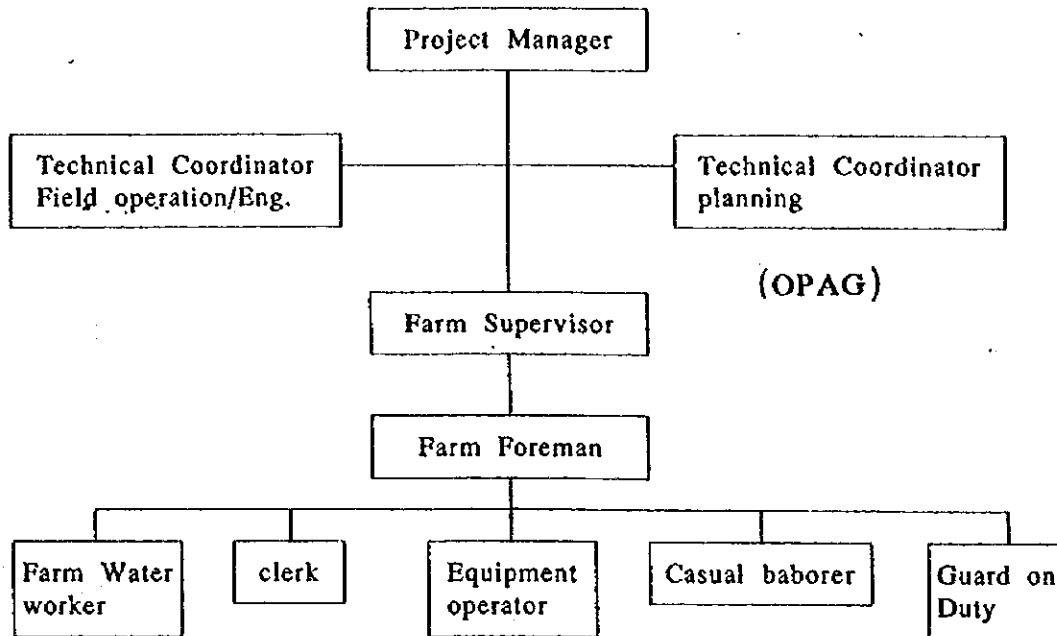 Project Manager
Technical Coordinator
Field operation/Eng.
Technical Coordinator
planning
(OPAG)
Farm Supervisor
Farm Foreman
Farm Water
worker
clerk
Equipment
operator
Casual baborer
Guard on
Duty